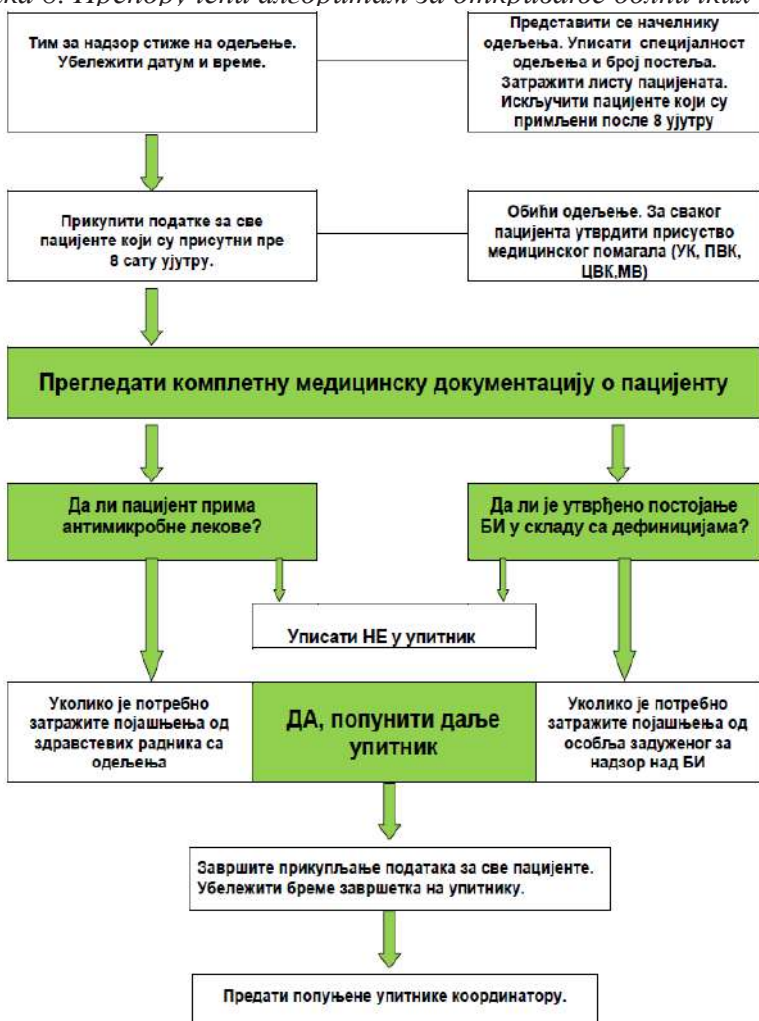 Препоручени алгоритам за откривање болничких
Тим за надзор стиже на одељење.
Убележити датум и време.
Представити се начелнику
одељења. Уписати специјалност
одељења и број постеља.
Затражити листу пацијената.
Искључити пацијенте који су
примљени после 8 ујутру
Прикупити податке за све
пацијенте који су присутни пре
8 сату ујутру.
Обићи одељење. За сваког
пацијента утврдити присуство
медицинског помагала (УК, ПВК,
ЦВК,МВ)
Прегледати комплетну медицинску документацију о пацијенту
Да ли пацијент прима
антимикробне лекове?
Да ли је утврђено постојање
БИ у складу са дефиницијама?
Уписати НЕ у упитник
Уколико је потребно
затражите појашњења од
здравствевих радника са
одељења
ДА, попунити даље
упитник
Уколико је потребно
затражите појашњења од
особља задуженог за
надзор над БИ
Завршите прикупљање података за све пацијенте.
Убележити бреме завршетка на упитнику.
Предати попуњене упитнике координатору.